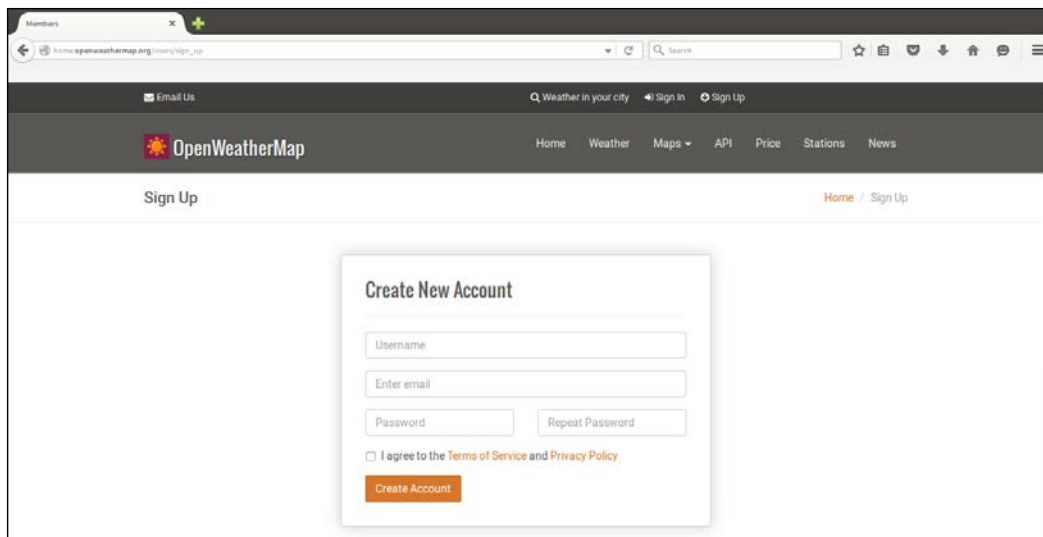 Members
home.openweathermap.org/users/sign_up
Search
Email Us
Weather in your city Sign In Sign Up
OpenWeatherMap
Home Weather Maps API Price Stations News
Sign Up
Home / Sign Up
Create New Account
Username
Enter email
Password Repeat Password
I agree to the Terms of Service and Privacy Policy
Create Account